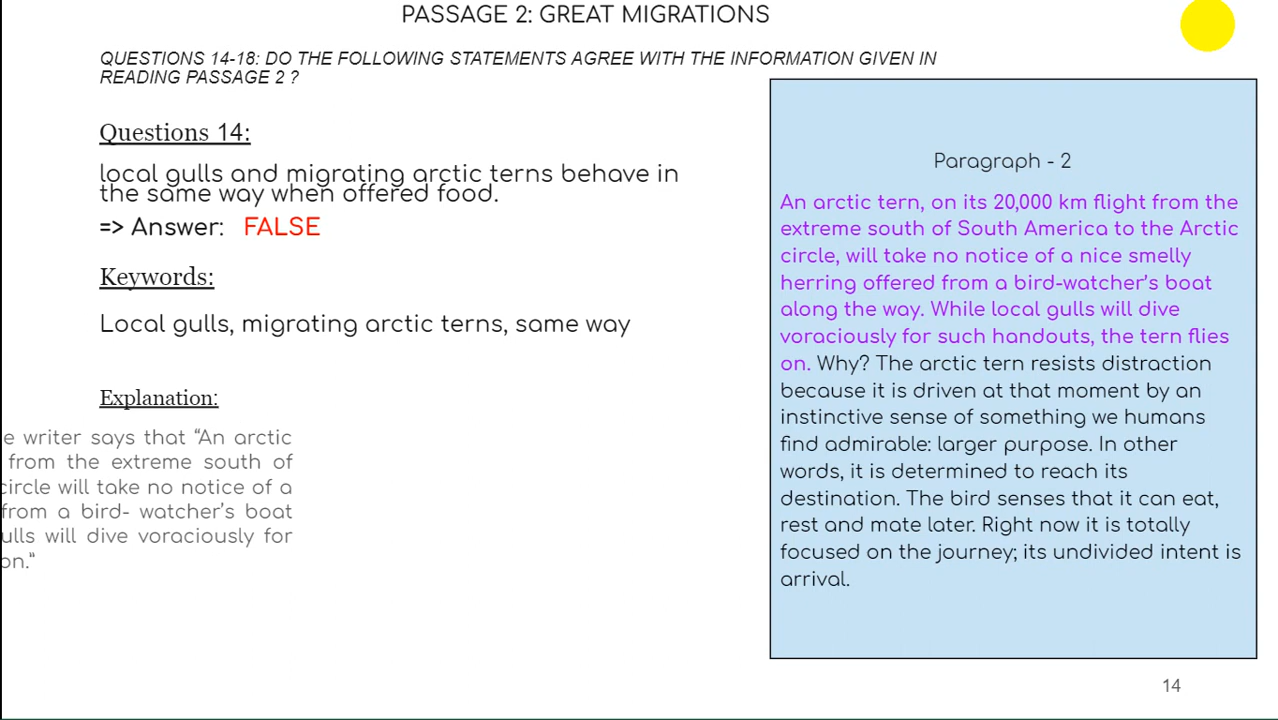 PASSAGE 2: GREAT MIGRATIONS
QUESTIONS 14-18: DO THE FOLLOWING STATEMENTS AGREE WITH THE INFORMATION GIVEN IN
READING PASSAGE 2 ?
Questions 14:
local gulls and migrating arctic terns behave in
the same way when offered food.
=> Answer: FALSE
Keywords:
Local gulls, migrating arctic terns, same way
Explanation:
writer says that “An arctic
from the extreme south of
circle will take no notice of a
from a bird- watcher’s boat
will dive voraciously for
on.”
Paragraph - 2
An arctic tern, on its 20,000 km flight from the
extreme south of South America to the Arctic
circle, will take no notice of a nice smelly
herring offered from a bird-watcher’s boat
along the way. While local gulls will dive
voraciously for such handouts, the tern flies
on. Why? The arctic tern resists distraction
because it is driven at that moment by an
instinctive sense of something we humans
find admirable: larger purpose. In other
words, it is determined to reach its
destination. The bird senses that it can eat,
rest and mate later. Right now it is totally
focused on the journey; its undivided intent is
arrival.
14